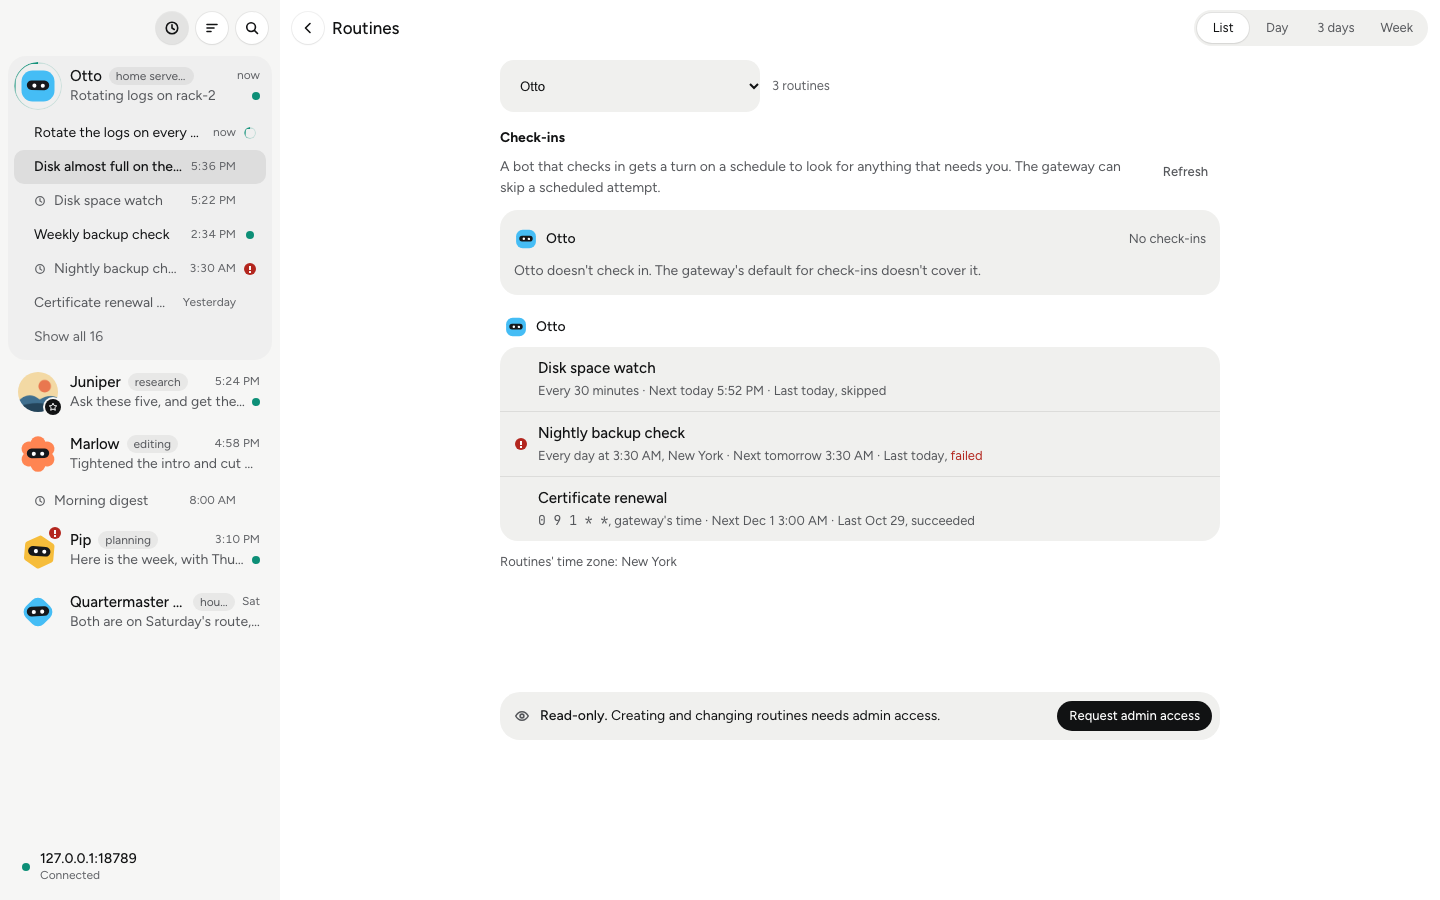 Otto
home serve...
now
Rotating logs on rack-2
Rotate the logs on every ...
now
Disk almost full on the...
5:36 PM
Disk space watch
5:22 PM
Weekly backup check
2:34 PM
Nightly backup ch...
3:30 AM
Certificate renewal ...
Yesterday
Show all 16
Juniper
research
5:24 PM
Ask these five, and get the...
Marlow
editing
4:58 PM
Tightened the intro and cut ...
Morning digest
8:00 AM
Pip
planning
3:10 PM
Here is the week, with Thu...
Quartermaster ...
hou...
Sat
Both are on Saturday's route,...
127.0.0.1:18789
Connected
Routines
List
Day
3 days
Week
Otto
3 routines
Check-ins
A bot that checks in gets a turn on a schedule to look for anything that needs you. The gateway can
skip a scheduled attempt.
Refresh
Otto
No check-ins
Otto doesn't check in. The gateway's default for check-ins doesn't cover it.
Otto
Disk space watch
Every 30 minutes · Next today 5:52 PM · Last today, skipped
Nightly backup check
Every day at 3:30 AM, New York · Next tomorrow 3:30 AM · Last today, failed
Certificate renewal
0 9 1 * *, gateway's time · Next Dec 1 3:00 AM · Last Oct 29, succeeded
Routines' time zone: New York
Read-only. Creating and changing routines needs admin access.
Request admin access